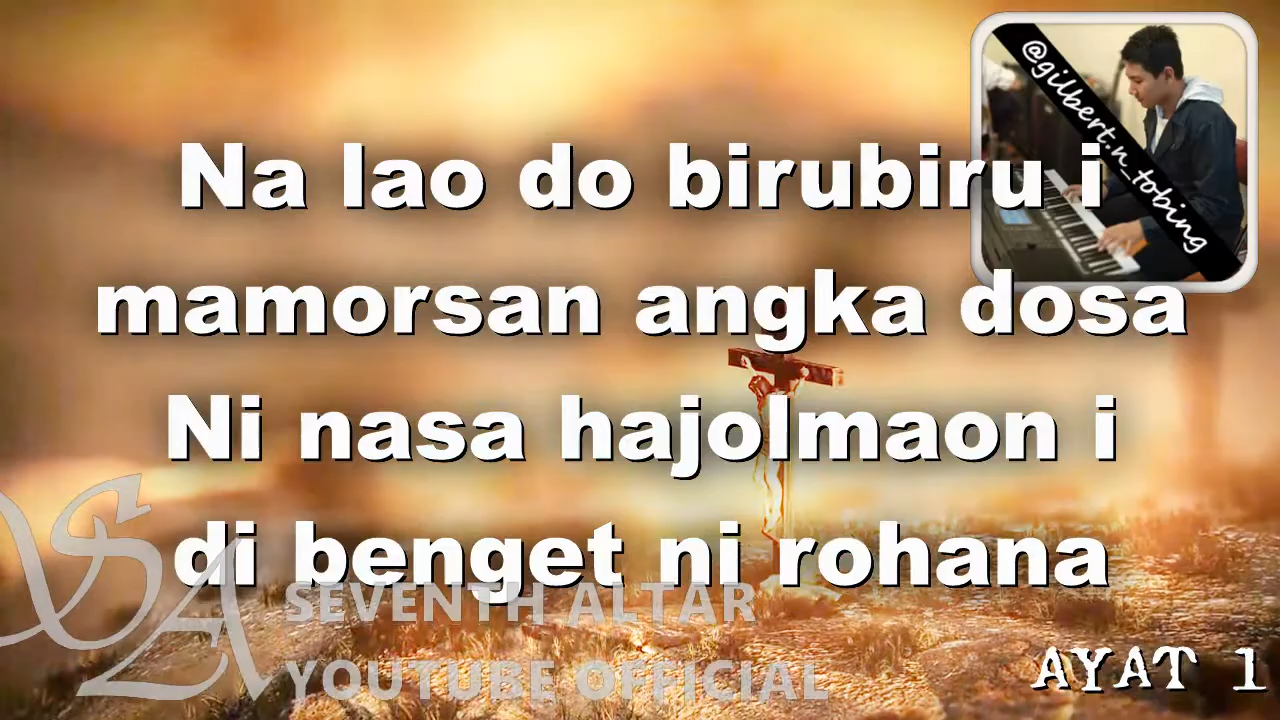 @gilbert.n_tobing
Na lao do birubiru i
mamorsan angka dosa
Ni nasa hajolmaon i
di benget ni rohana
SA
SEVENTH ALTAR
YOUTUBE OFFICIAL
AYAT 1